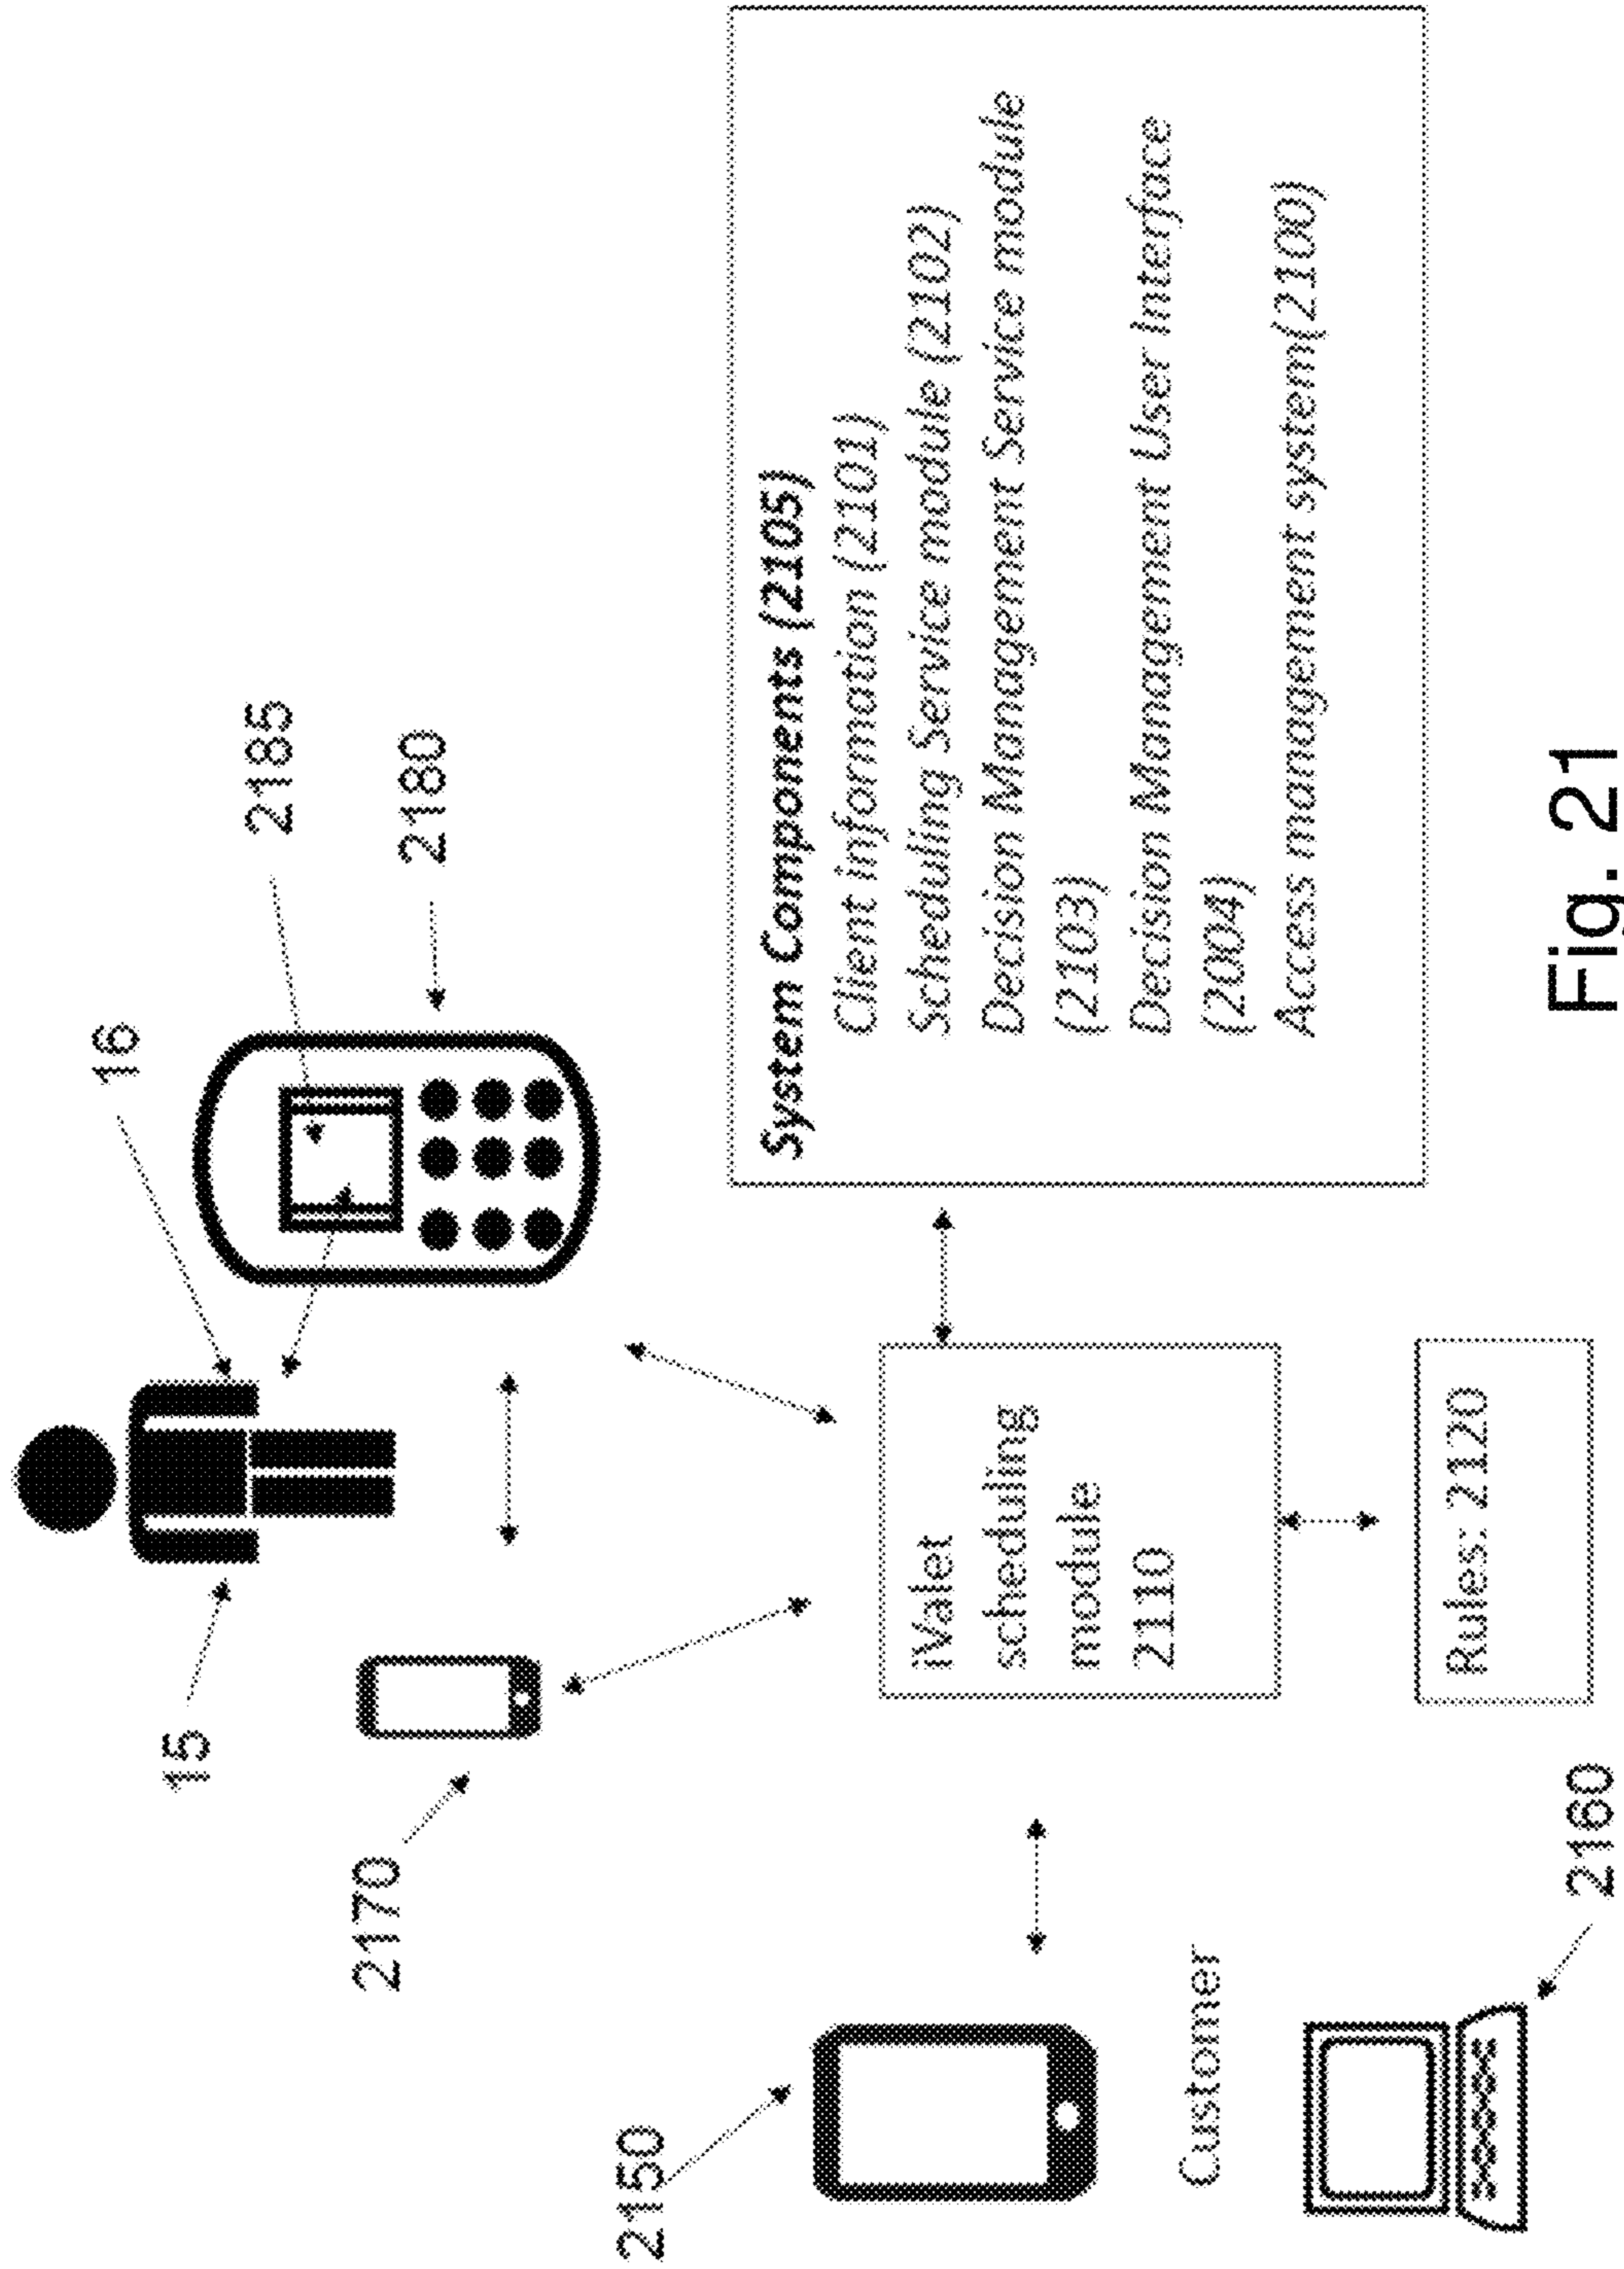 16
15
2185
2170
2180
2150
System Components (2105)
Client information (2101)
Scheduling Service module (2102)
Decision Management Service module
(2103)
Decision Management User Interface
(2004)
Access management system(2100)
iValet
scheduling
module
2110
Customer
Rules: 2120
2160
Fig. 21